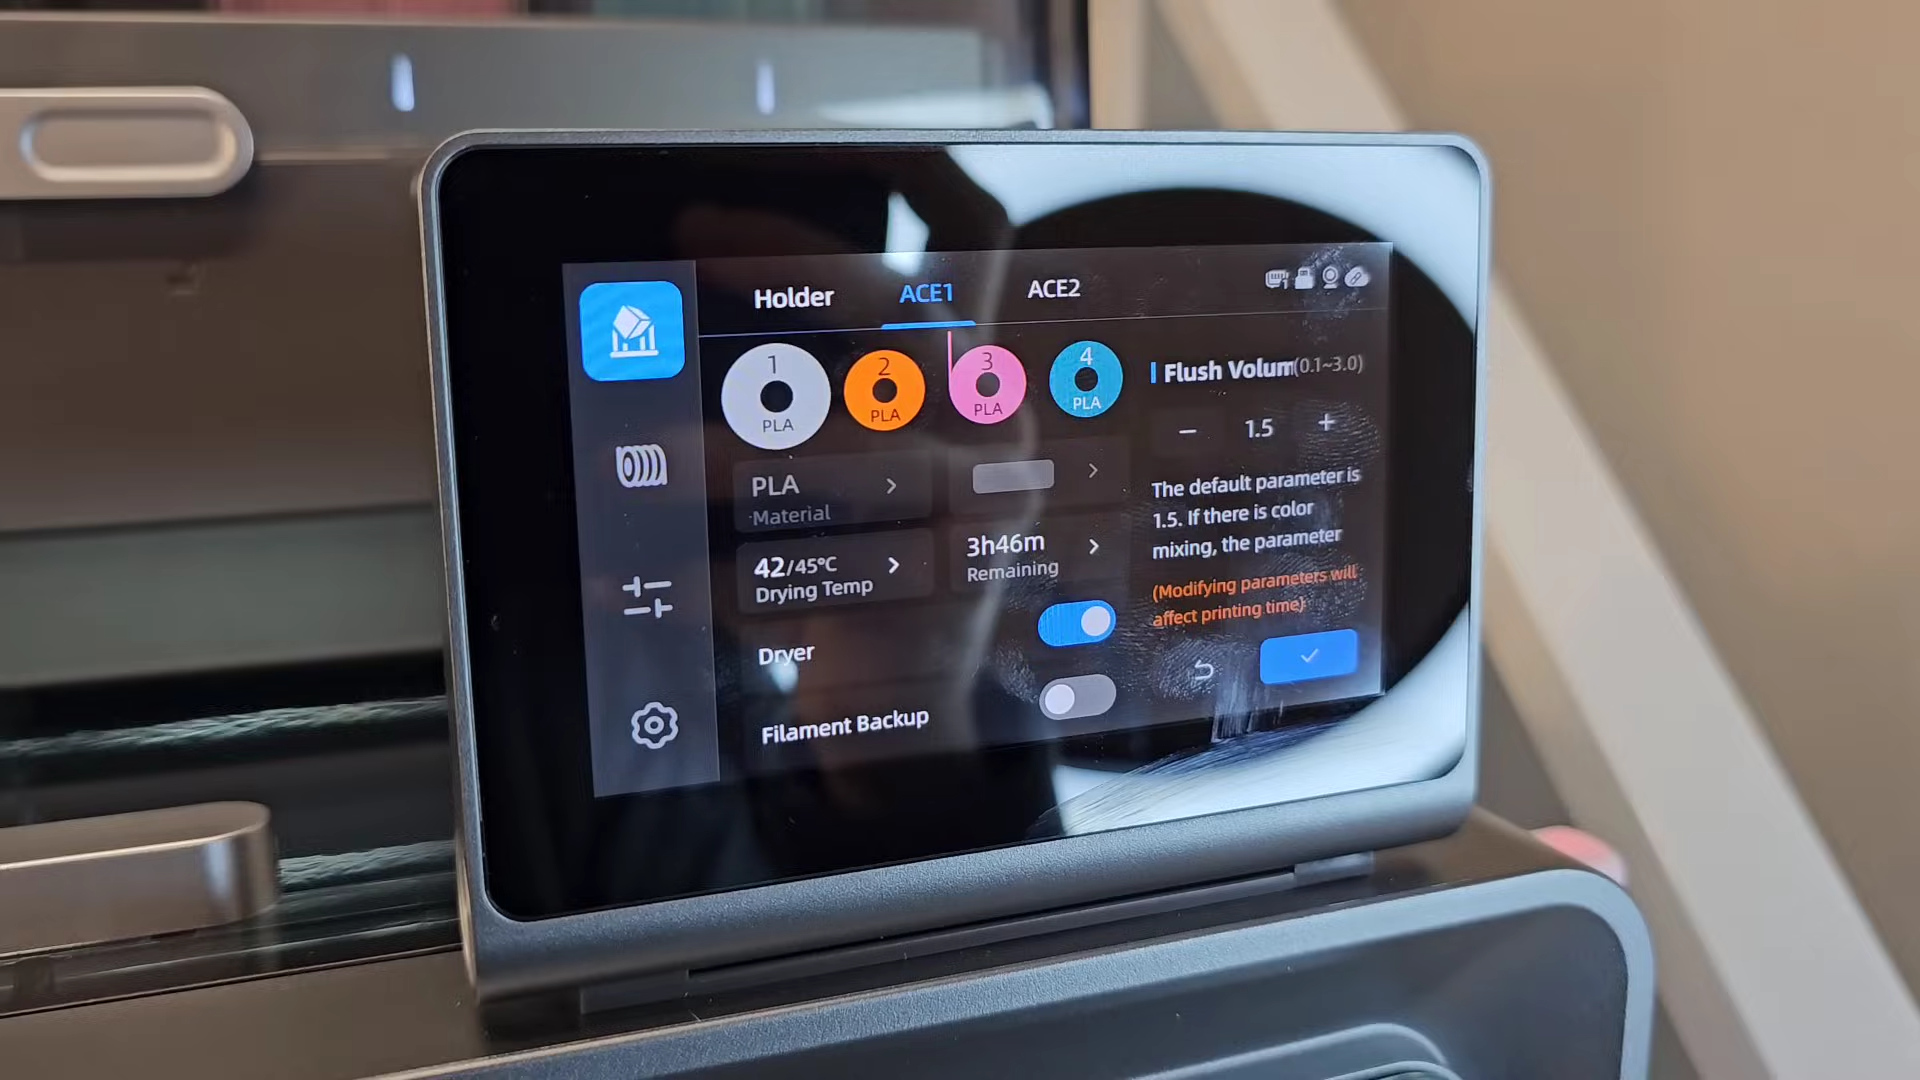 Holder ACE1 ACE2
1 PLA
2 PLA
3 PLA
4 PLA
PLA
Material
42/45℃
Drying Temp
3h46m
Remaining
Dryer
Filament Backup
Flush Volum(0.1~3.0)
− 1.5 +
The default parameter is
1.5. If there is color
mixing, the parameter
(Modifying parameters will
affect printing time)